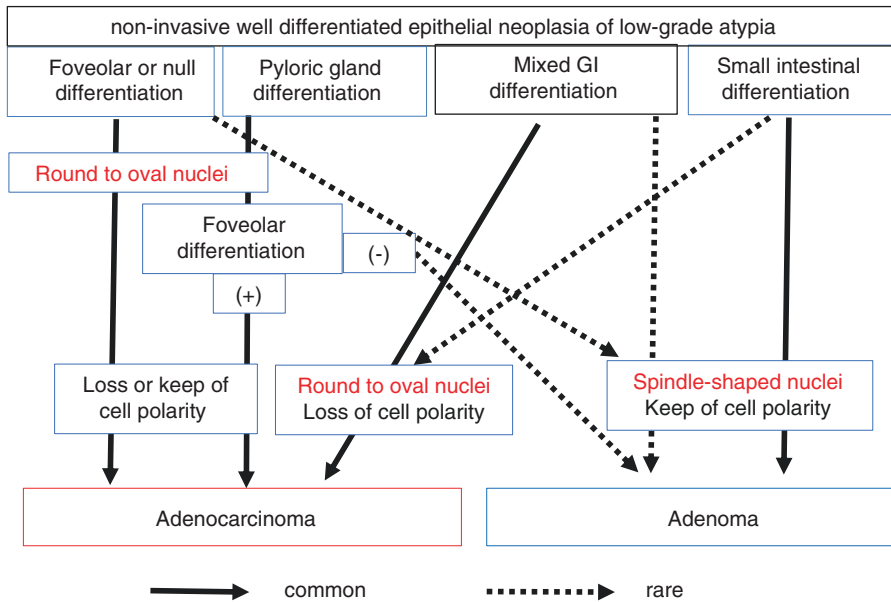 non-invasive well differentiated epithelial neoplasia of low-grade atypia
Foveolar or null
differentiation
Pyloric gland
differentiation
Mixed GI
differentiation
Small intestinal
differentiation
Round to oval nuclei
Foveolar
differentiation
(-)
(+)
Loss or keep of
cell polarity
Round to oval nuclei
Loss of cell polarity
Spindle-shaped nuclei
Keep of cell polarity
Adenocarcinoma
Adenoma
common
rare